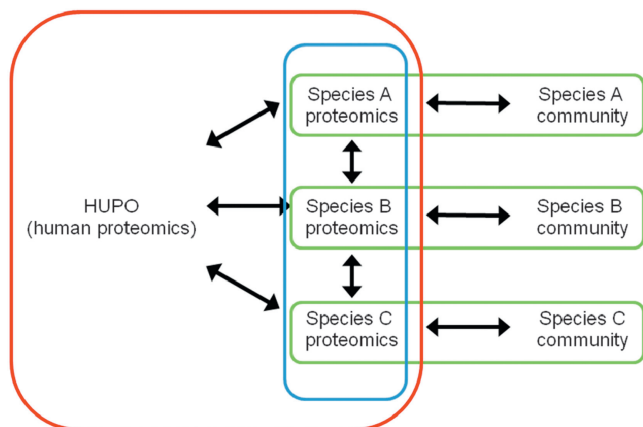 Species A
proteomics
Species A
community
HUPO
(human proteomics)
Species B
proteomics
Species B
community
Species C
proteomics
Species C
community